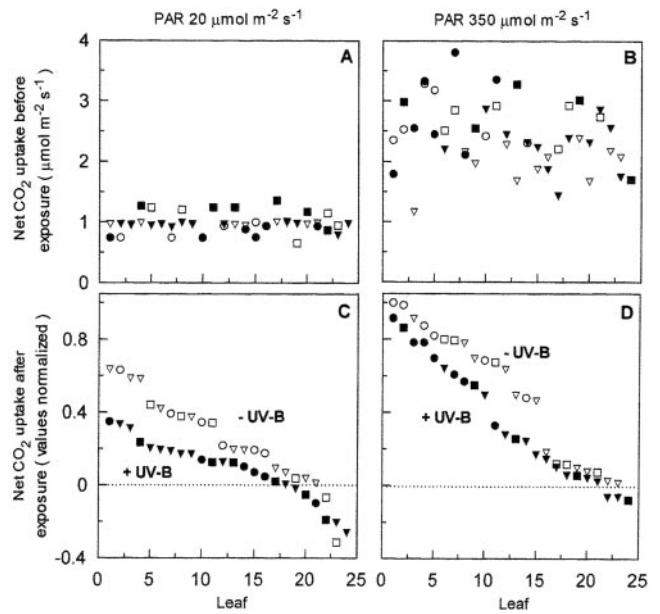 PAR 20 μmol m⁻² s⁻¹
PAR 350 μmol m⁻² s⁻¹
A
B
Net CO₂ uptake before
exposure ( μmol m⁻² s⁻¹)
4
3
2
1
0
C
D
Net CO₂ uptake after
exposure ( values normalized)
0.8
0.4
0
-0.4
- UV-B
+ UV-B
- UV-B
+ UV-B
0 5 10 15 20 25
0 5 10 15 20 25
Leaf
Leaf